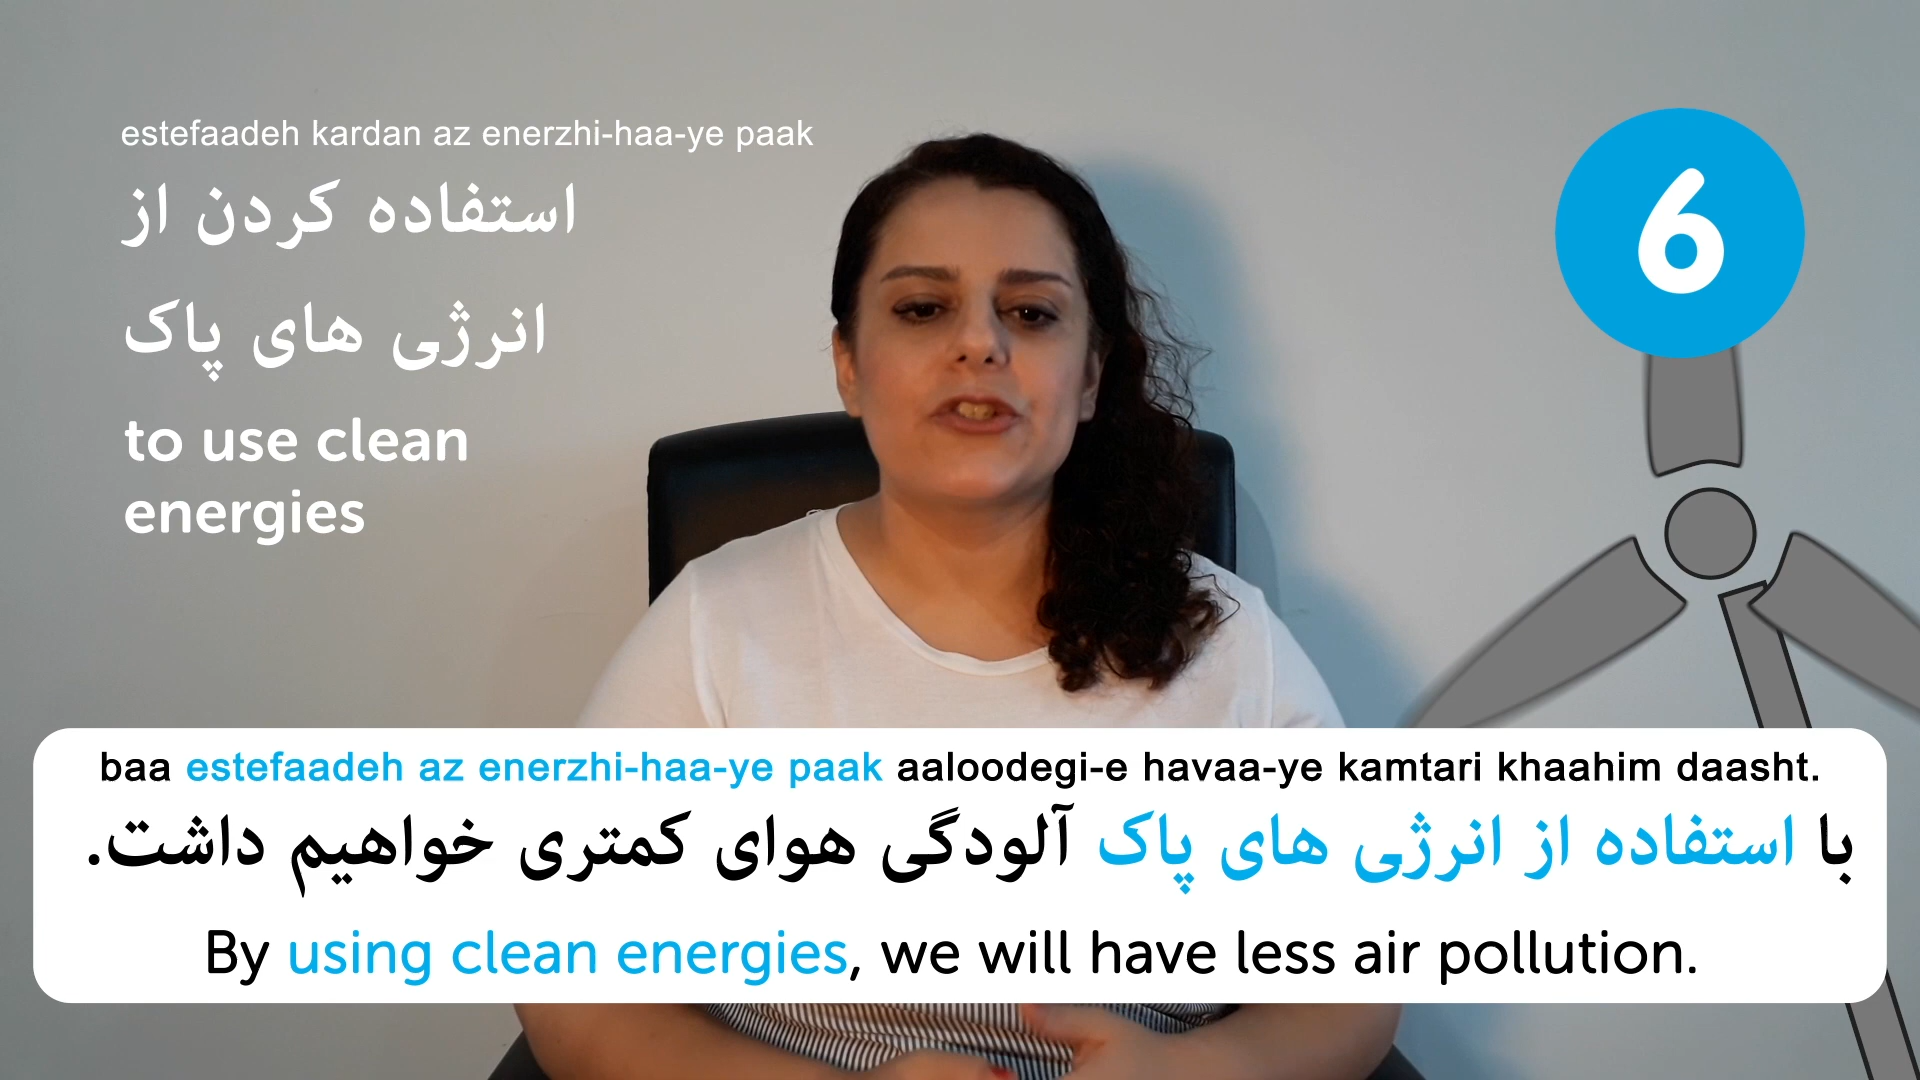 estefaadeh kardan az enerzhi-haa-ye paak
استفاده کردن از
انرژی های پاک
to use clean
energies
6
baa estefaadeh az enerzhi-haa-ye paak aaloodegi-e havaa-ye kamtari khaahim daasht.
با استفاده از انرژی های پاک آلودگی هوای کمتری خواهیم داشت.
By using clean energies, we will have less air pollution.